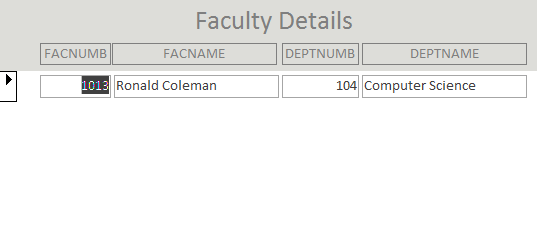 Faculty Details
FACNUMB FACNAME DEPTNUMB DEPTNAME
1013 Ronald Coleman 104 Computer Science